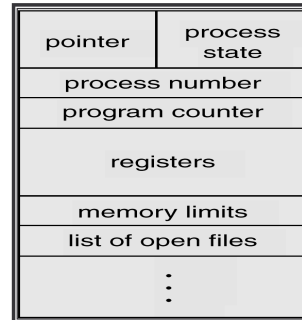 pointer
process
state
process number
program counter
registers
memory limits
list of open files